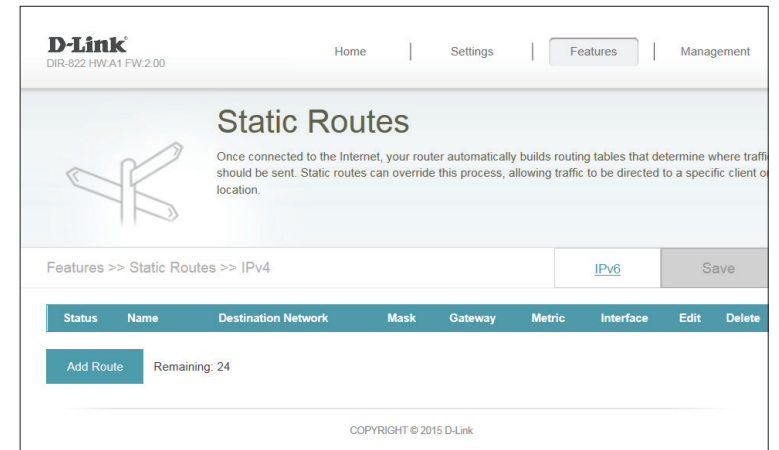 D-Link
DIR-822 HW:A1 FW:2.00
Home | Settings | Features | Management
Static Routes
Once connected to the Internet, your router automatically builds routing tables that determine where
should be sent. Static routes can override this process, allowing traffic to be directed to a specific client
location.
Features >> Static Routes >> IPv4
IPv6
Save
Status Name Destination Network Mask Gateway Metric Interface Edit Delete
Add Route Remaining: 24
COPYRIGHT © 2015 D-Link